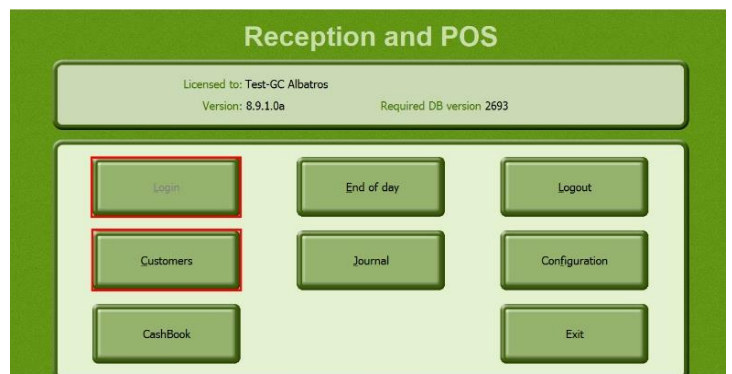 Reception and POS
Licensed to: Test-GC Albatros
Version: 8.9.1.0a Required DB version 2693
Login End of day Logout
Customers Journal Configuration
CashBook Exit